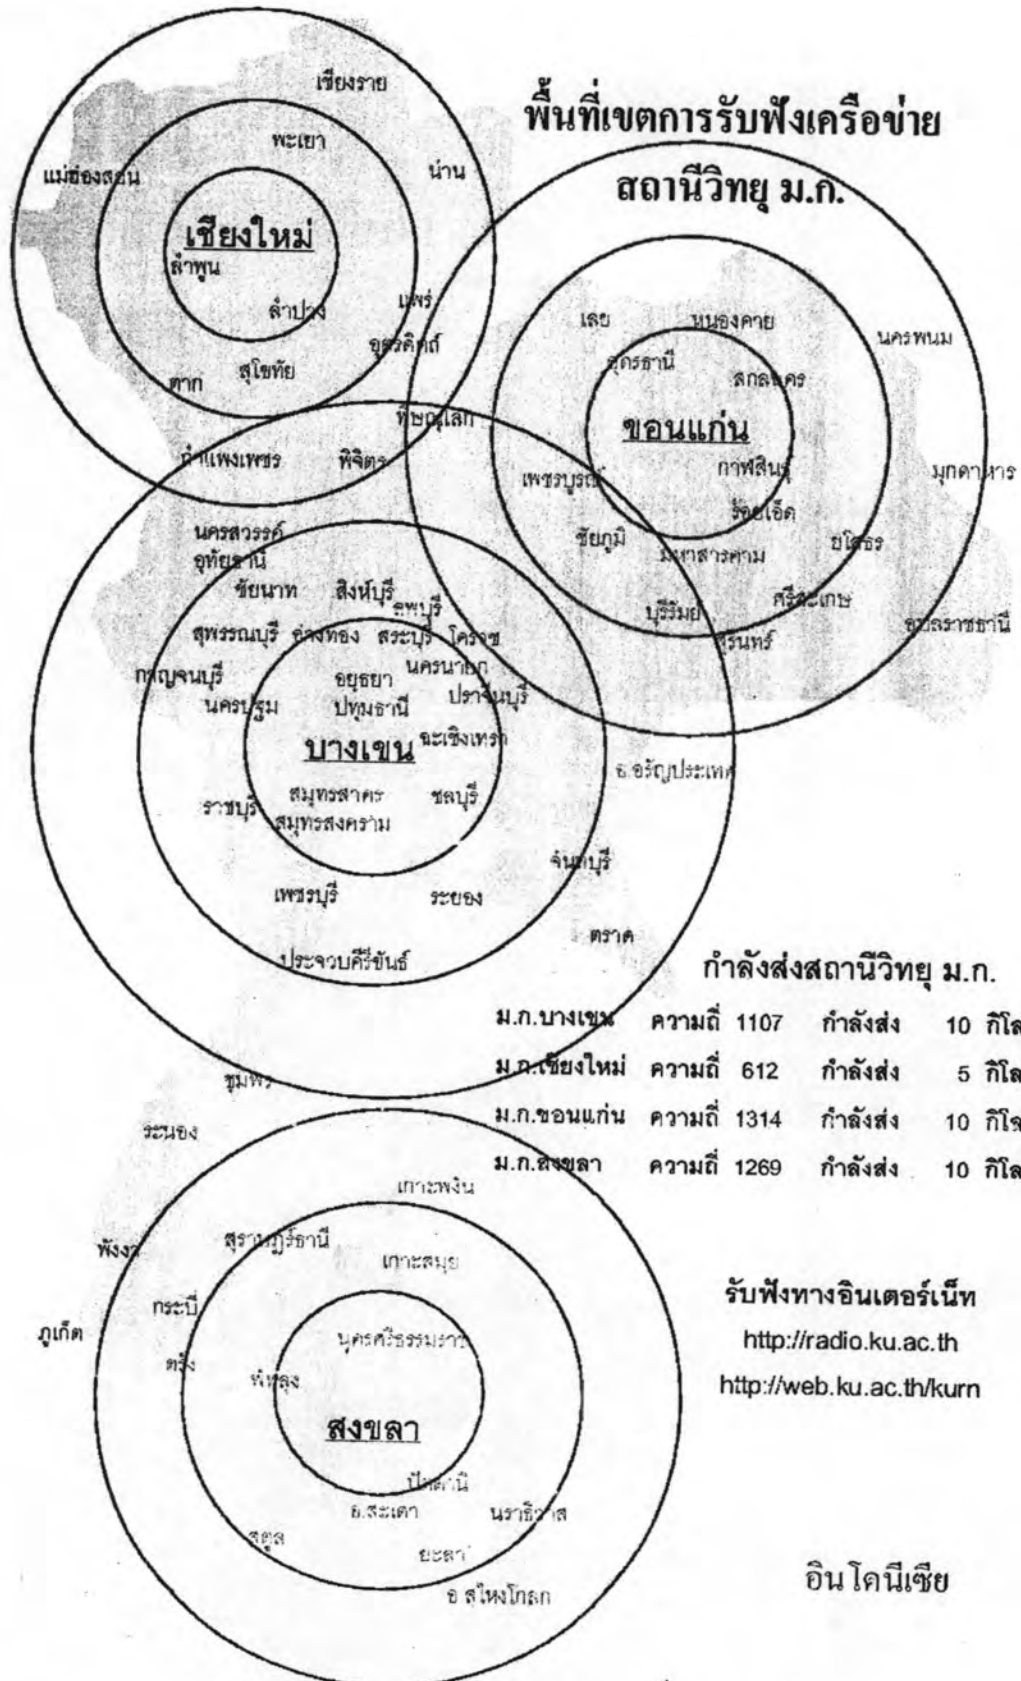 พื้นที่เขตการรับฟังเครือข่าย
สถานีวิทยุ ม.ก.
เชียงราย
พะเยา
แม่ฮ่องสอน
น่าน
เชียงใหม่
ลำพูน
ลำปาง
แพร่
อุตรดิตถ์
สุโขทัย
ตาก
พิษณุโลก
กำแพงเพชร
พิจิตร
เลย
หนองคาย
นครพนม
อุดรธานี
สกลนคร
ขอนแก่น
กาฬสินธุ์
มุกดาหาร
เพชรบูรณ์
ร้อยเอ็ด
ชัยภูมิ
มหาสารคาม
ยโสธร
บุรีรัมย์
ศรีสะเกษ
สุรินทร์
อุบลราชธานี
นครสวรรค์
อุทัยธานี
ชัยนาท
สิงห์บุรี
ลพบุรี
สุพรรณบุรี
อ่างทอง
สระบุรี
โคราช
กาญจนบุรี
อยุธยา
นครนายก
นครปฐม
ปทุมธานี
ปราจีนบุรี
บางเขน
ฉะเชิงเทรา
อ.อรัญประเทศ
ราชบุรี
สมุทรสาคร
ชลบุรี
สมุทรสงคราม
จันทบุรี
เพชรบุรี
ระยอง
ตราด
ประจวบคีรีขันธ์
กำลังส่งสถานีวิทยุ ม.ก.
ม.ก.บางเขน ความถี่ 1107 กำลังส่ง 10 กิโล
ม.ก.เชียงใหม่ ความถี่ 612 กำลังส่ง 5 กิโล
ม.ก.ขอนแก่น ความถี่ 1314 กำลังส่ง 10 กิโล
ม.ก.สงขลา ความถี่ 1269 กำลังส่ง 10 กิโล
ชุมพร
ระนอง
เกาะพงัน
พังงา
สุราษฎร์ธานี
เกาะสมุย
กระบี่
ภูเก็ต
นครศรีธรรมราช
ตรัง
พัทลุง
สงขลา
ปัตตานี
อ.สะเดา
นราธิวาส
สตูล
ยะลา
อ.สุไหงโกลก
รับฟังทางอินเตอร์เน็ท
http://radio.ku.ac.th
http://web.ku.ac.th/kurn
อินโดนีเซีย